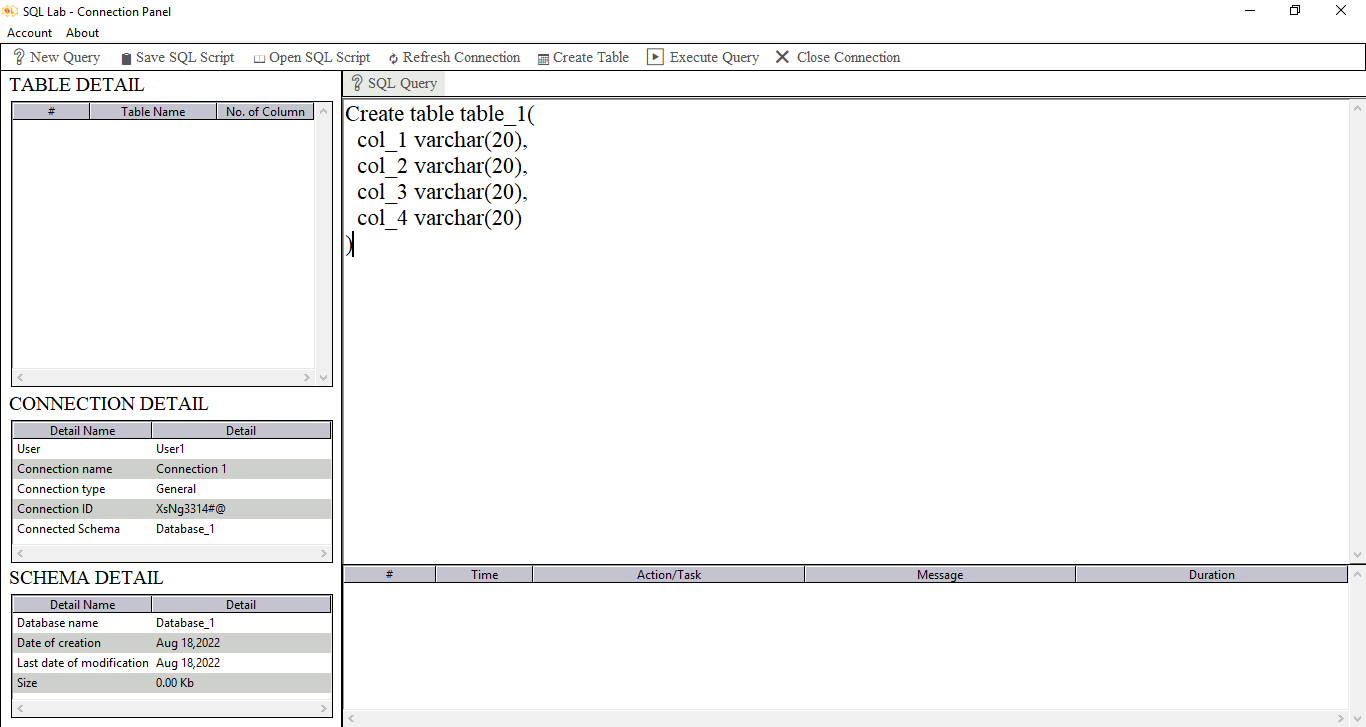 SQL Lab - Connection Panel
Account About
New Query Save SQL Script Open SQL Script Refresh Connection Create Table Execute Query Close Connection
TABLE DETAIL
# Table Name No. of Column
CONNECTION DETAIL
Detail Name Detail
User User1
Connection name Connection 1
Connection type General
Connection ID XsNg3314#@
Connected Schema Database_1
SCHEMA DETAIL
Detail Name Detail
Database name Database_1
Date of creation Aug 18,2022
Last date of modification Aug 18,2022
Size 0.00 Kb
SQL Query
Create table table_1(
col_1 varchar(20),
col_2 varchar(20),
col_3 varchar(20),
col_4 varchar(20)
)
# Time Action/Task Message Duration